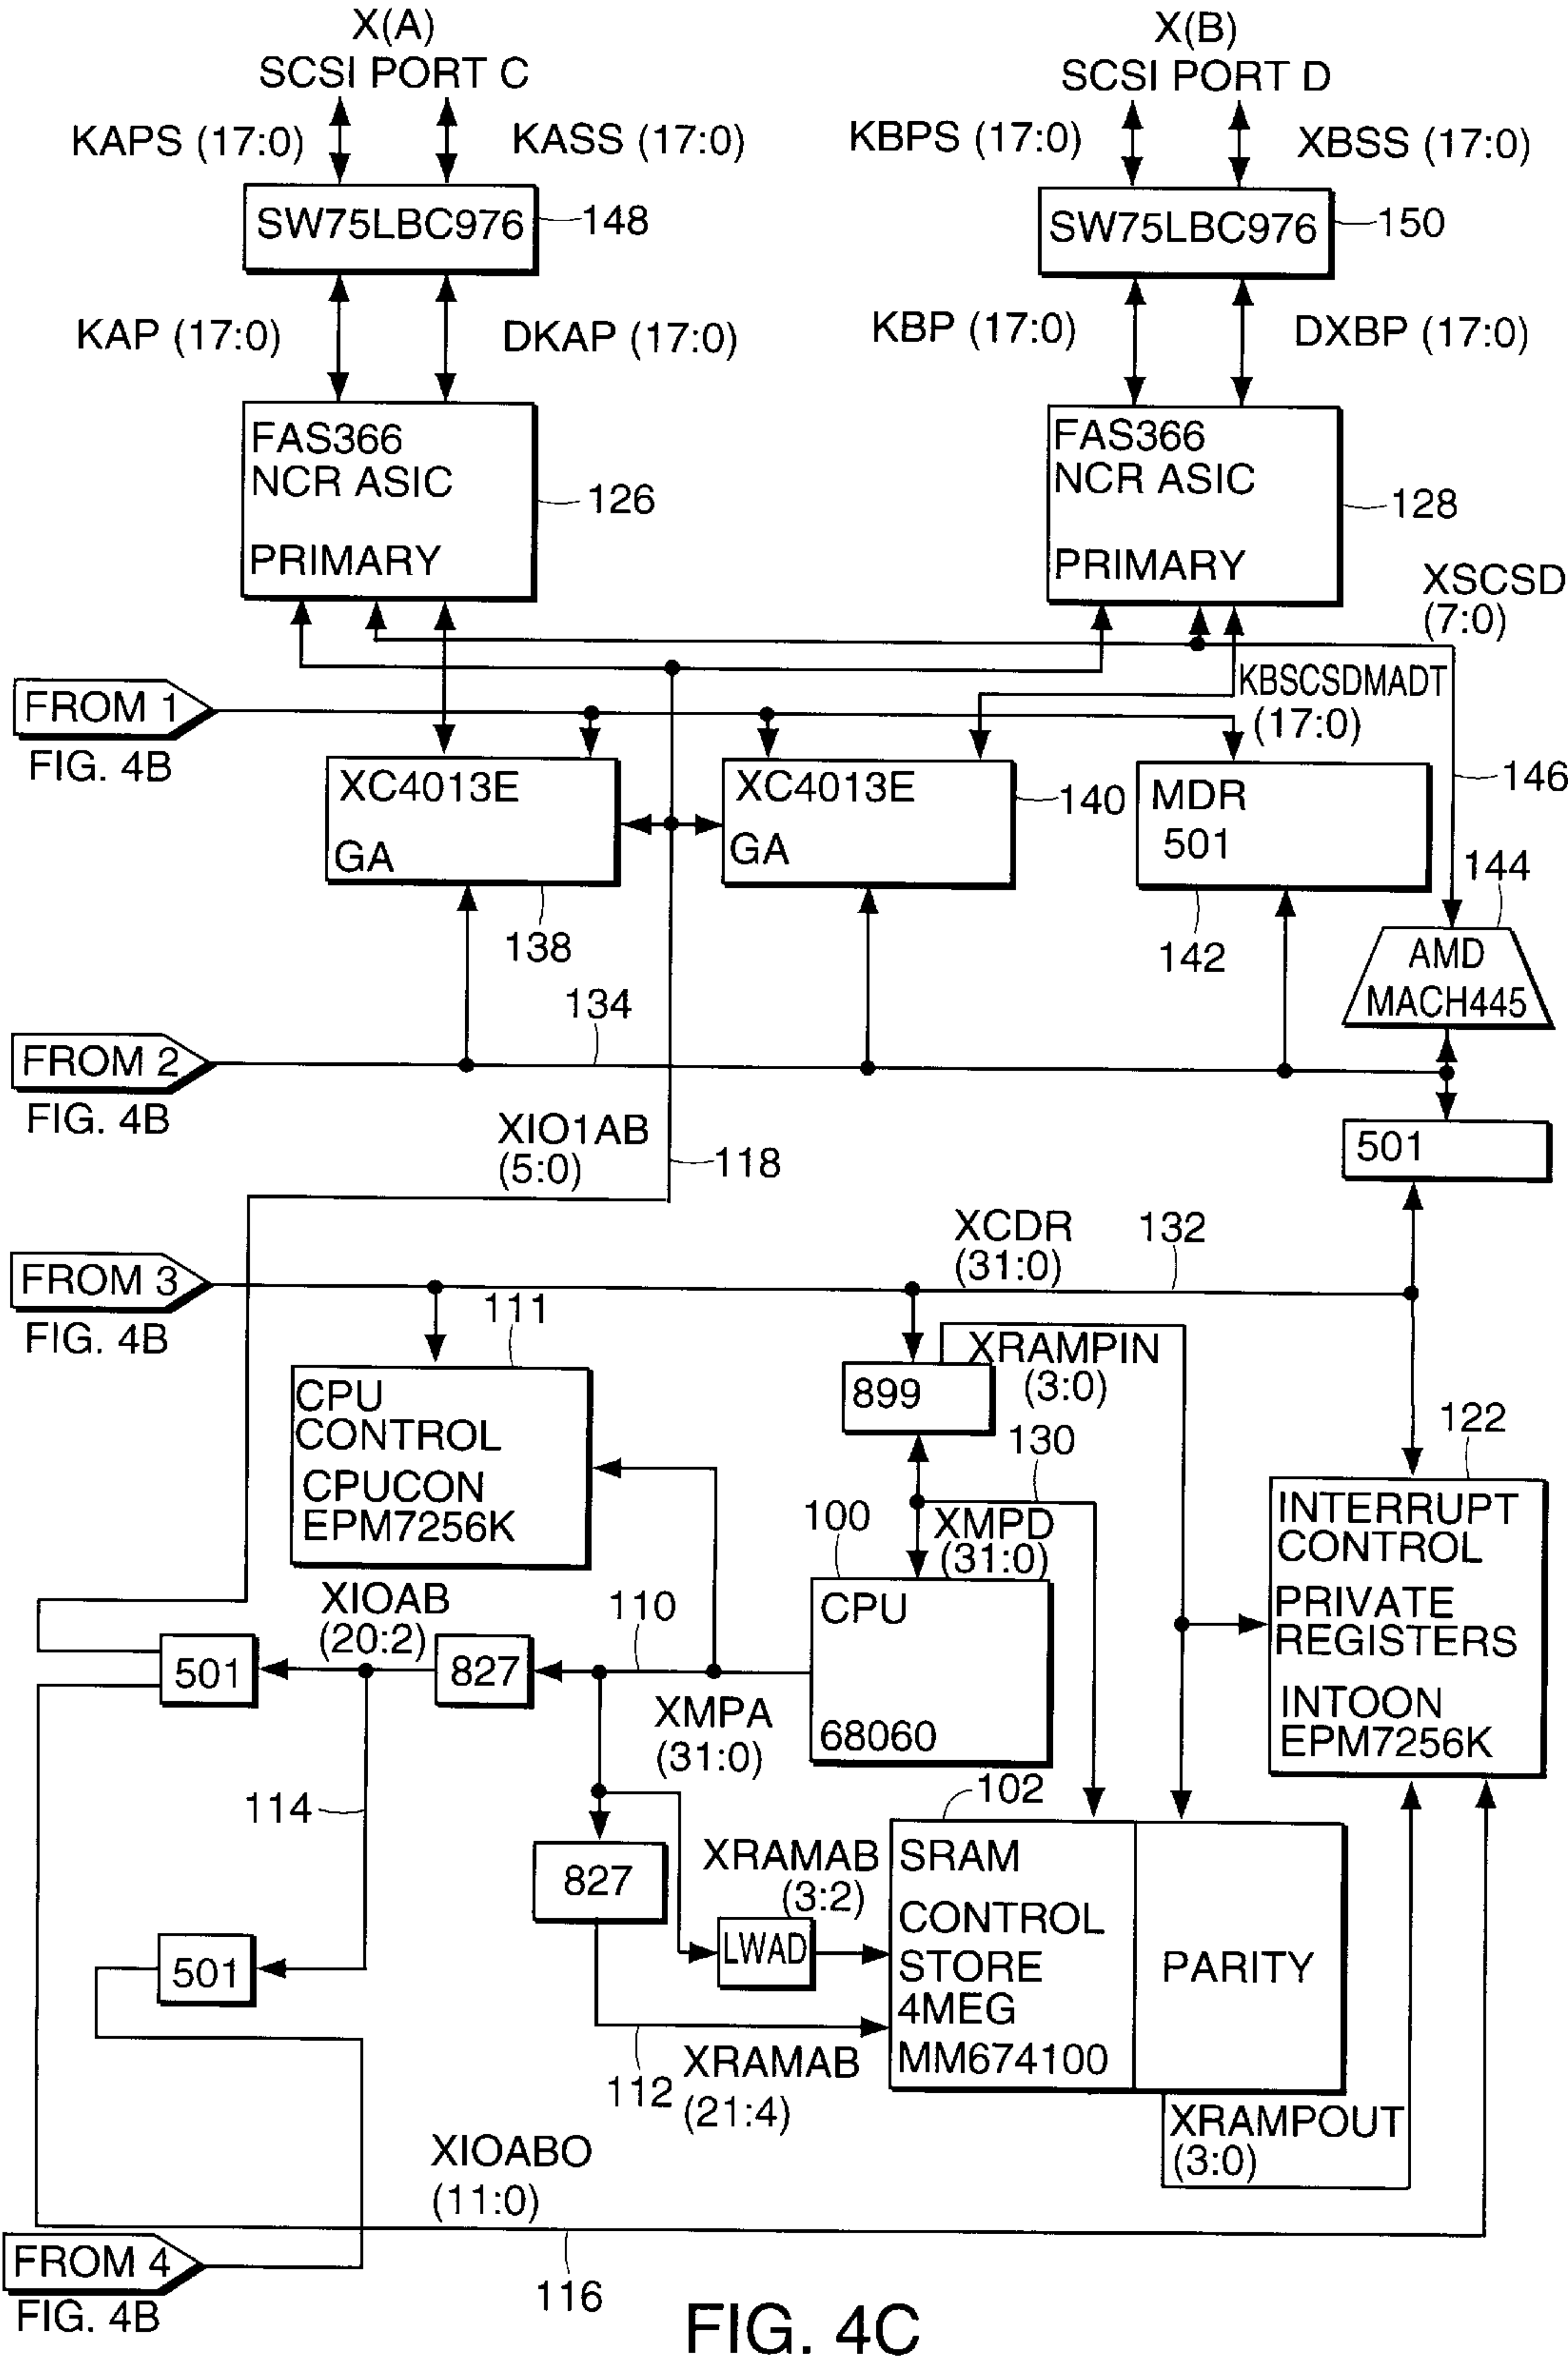 X(A)
SCSI PORT C
X(B)
SCSI PORT D
KAPS (17:0)
KASS (17:0)
KBPS (17:0)
XBSS (17:0)
SW75LBC976
148
SW75LBC976
150
KAP (17:0)
DKAP (17:0)
KBP (17:0)
DXBP (17:0)
FAS366
NCR ASIC
PRIMARY
126
FAS366
NCR ASIC
PRIMARY
128
XSCSD
(7:0)
KBSCSDMADT
(17:0)
FROM 1
FIG. 4B
XC4013E
GA
138
XC4013E
GA
140
MDR
501
142
146
144
AMD
MACH445
134
FROM 2
FIG. 4B
XIO1AB
(5:0)
118
501
FROM 3
FIG. 4B
XCDR
(31:0)
132
111
CPU
CONTROL
CPUCON
EPM7256K
899
XRAMPIN
(3:0)
130
122
INTERRUPT
CONTROL
PRIVATE
REGISTERS
INTOON
EPM7256K
100
XMPD
(31:0)
CPU
68060
XIOAB
(20:2)
110
501
827
XMPA
(31:0)
114
102
827
XRAMAB
(3:2)
LWAD
SRAM
CONTROL
STORE
4MEG
MM674100
PARITY
501
112
XRAMAB
(21:4)
XRAMPOUT
(3:0)
XIOABO
(11:0)
FROM 4
FIG. 4B
116
FIG. 4C